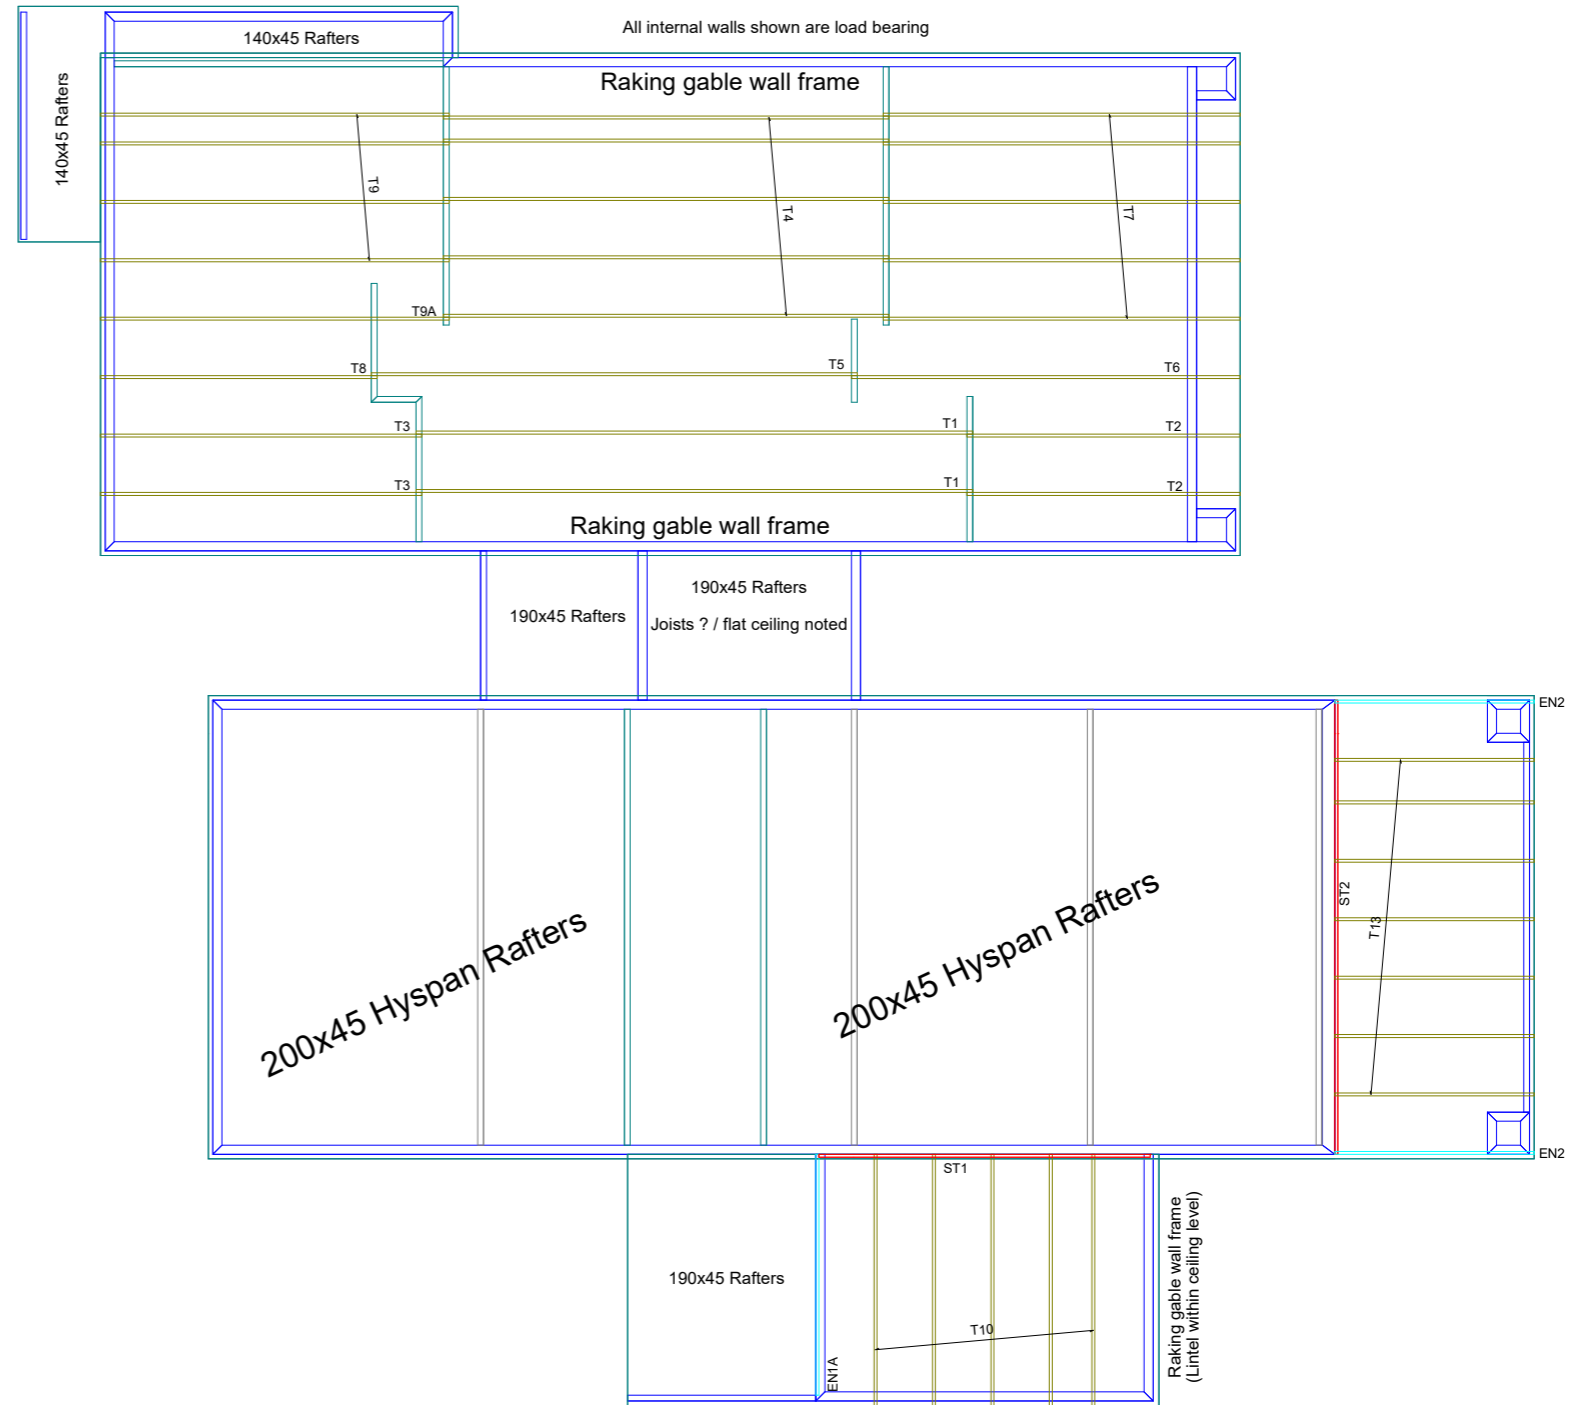 All internal walls shown are load bearing
140x45 Rafters
140x45 Rafters
Raking gable wall frame
T9
T4
T7
T9A
T8
T5
T6
T3
T1
T2
T3
T1
T2
Raking gable wall frame
190x45 Rafters
190x45 Rafters
Joists ? / flat ceiling noted
EN2
200x45 Hyspan Rafters
200x45 Hyspan Rafters
ST2
T13
EN2
ST1
190x45 Rafters
EN1A
T10
Raking gable wall frame
(Lintel within ceiling level)